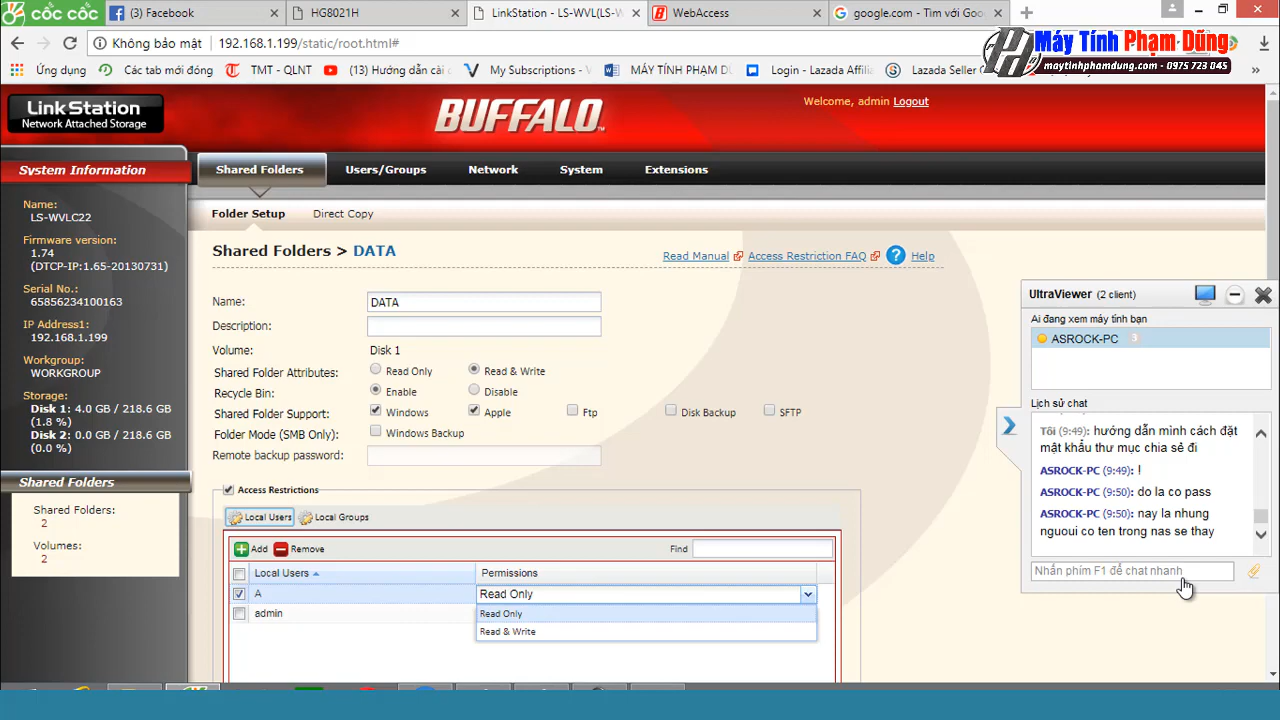 cốc cốc
(13) Facebook
HG8021H
LinkStation - LS-WVL(LS-W
WebAccess
google.com - Tìm với Goo
Không bảo mật
192.168.1.199/static/root.html#
Máy Tính Phạm Dũng
maytinhphamdung.com - 0975 723 045
Ứng dụng
Các tab mới đóng
TMT - QLNT
(13) Hướng dẫn cài
My Subscriptions -
MÁY TÍNH PHẠM DŨ
Login - Lazada Affilia
Lazada Seller C
LinkStation
Network Attached Storage
BUFFALO
Welcome, admin Logout
System Information
Shared Folders
Users/Groups
Network
System
Extensions
Folder Setup
Direct Copy
Name:
LS-WVLC22
Firmware version:
1.74
(DTCP-IP:1.65-20130731)
Serial No.:
65856234100163
IP Address1:
192.168.1.199
Workgroup:
WORKGROUP
Storage:
Disk 1: 4.0 GB / 218.6 GB
(1.8 %)
Disk 2: 0.0 GB / 218.6 GB
(0.0 %)
Shared Folders
Shared Folders:
2
Volumes:
2
Shared Folders > DATA
Read Manual
Access Restriction FAQ
Help
Name:
DATA
Description:
Volume:
Disk 1
Shared Folder Attributes:
Read Only
Read & Write
Recycle Bin:
Enable
Disable
Shared Folder Support:
Windows
Apple
Ftp
Disk Backup
SFTP
Folder Mode (SMB Only):
Windows Backup
Remote backup password:
Access Restrictions
Local Users
Local Groups
Add
Remove
Find
Local Users
Permissions
A
Read Only
admin
Read Only
Read & Write
UltraViewer (2 client)
Ai đang xem máy tính bạn
ASROCK-PC
Lịch sử chat
Tôi (9:49): hướng dẫn mình cách đặt
mật khẩu thư mục chia sẻ đi
ASROCK-PC (9:49): !
ASROCK-PC (9:50): do la co pass
ASROCK-PC (9:50): nay la nhung
nguoui co ten trong nas se thay
Nhấn phím F1 để chat nhanh